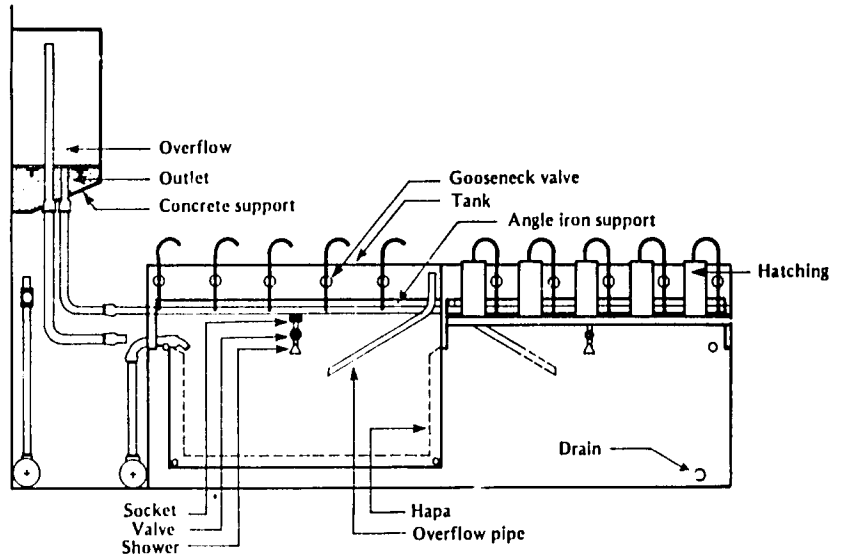 Overflow
Outlet
Concrete support
Gooseneck valve
Tank
Angle iron support
Hatching
Drain
Socket
Valve
Shower
Hapa
Overflow pipe